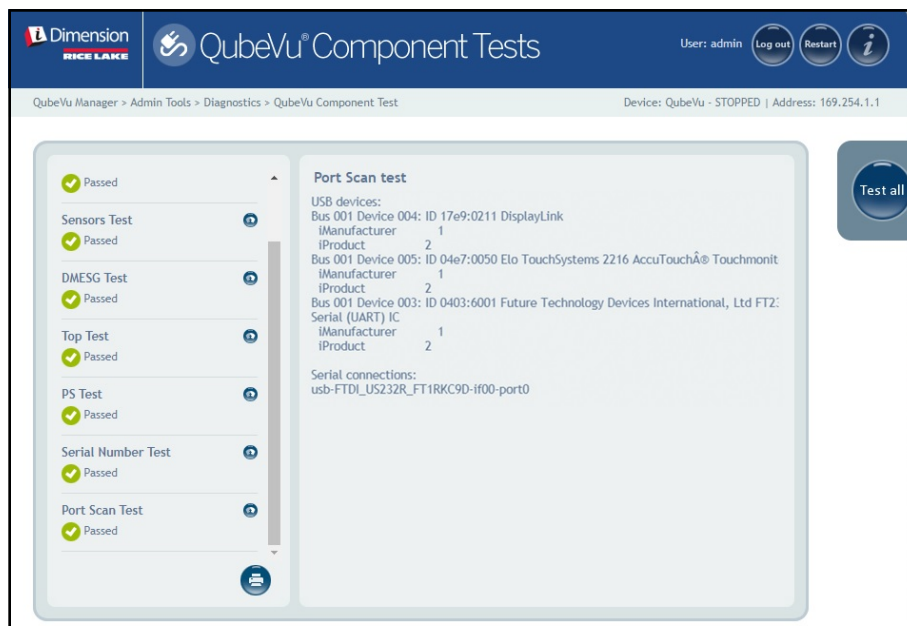 iDimension
RICE LAKE
QubeVu® Component Tests
User: admin
Log out
Restart
i
QubeVu Manager > Admin Tools > Diagnostics > QubeVu Component Test
Device: QubeVu - STOPPED | Address: 169.254.1.1
Passed
Sensors Test
Passed
DMESG Test
Passed
Top Test
Passed
PS Test
Passed
Serial Number Test
Passed
Port Scan Test
Passed
Port Scan test
USB devices:
Bus 001 Device 004: ID 17e9:0211 DisplayLink
iManufacturer 1
iProduct 2
Bus 001 Device 005: ID 04e7:0050 Elo TouchSystems 2216 AccuTouchÂ® Touchmonit
iManufacturer 1
iProduct 2
Bus 001 Device 003: ID 0403:6001 Future Technology Devices International, Ltd FT2
Serial (UART) IC
iManufacturer 1
iProduct 2
Serial connections:
usb-FTDI_US232R_FT1RKC9D-if00-port0
Test all